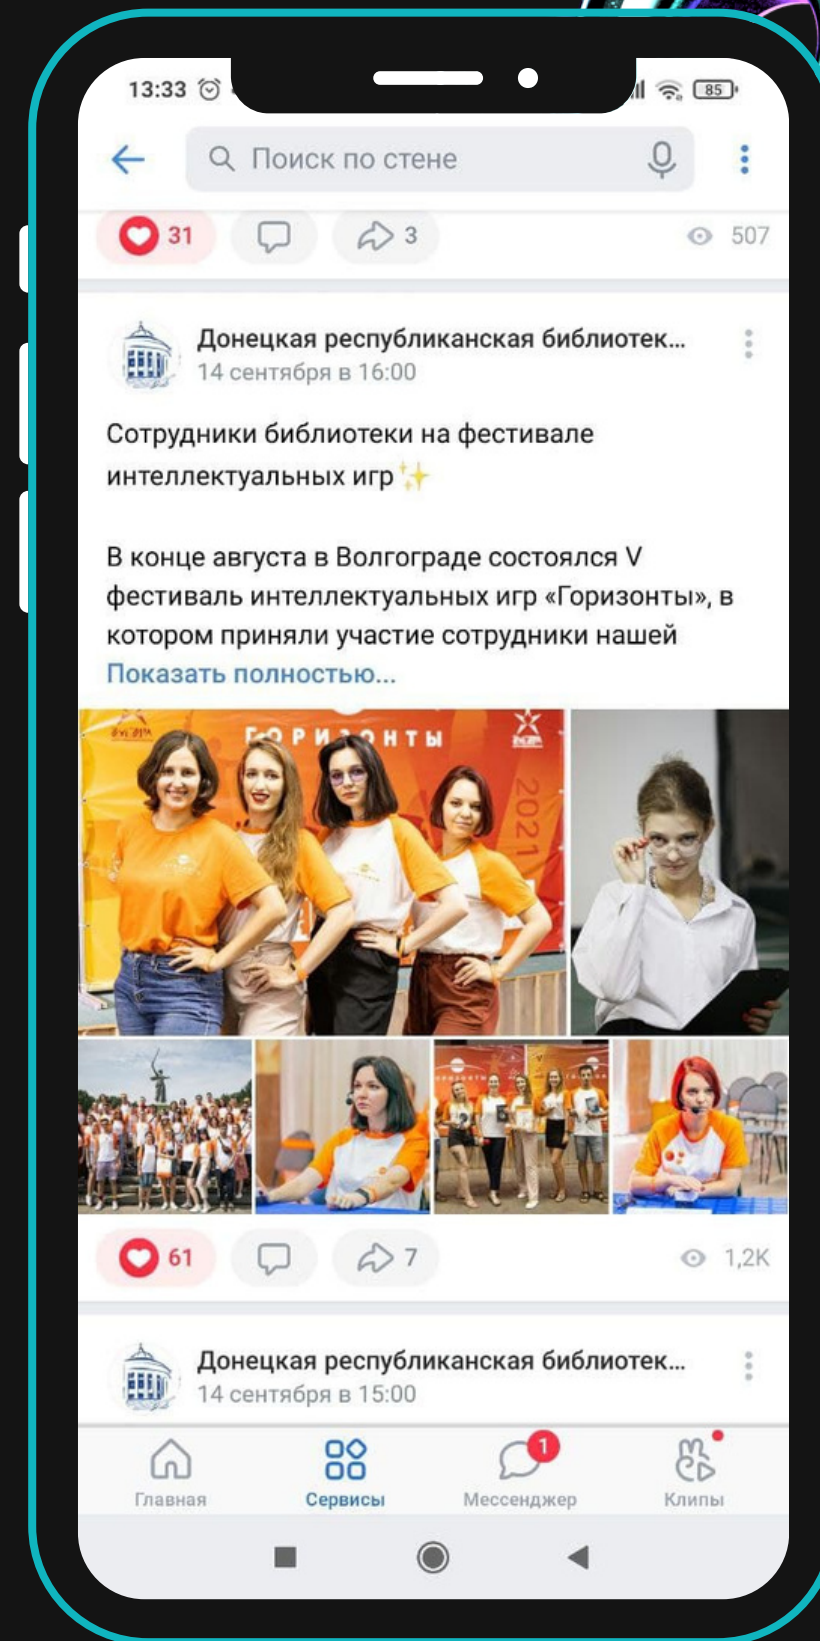 13:33
85
Поиск по стене
31
3
507
Донецкая республиканская библиотек...
14 сентября в 16:00
Сотрудники библиотеки на фестивале
интеллектуальных игр
В конце августа в Волгограде состоялся V
фестиваль интеллектуальных игр «Горизонты», в
котором приняли участие сотрудники нашей
Показать полностью...
ГОРИЗОНТЫ
2021
61
7
1,2K
Донецкая республиканская библиотек...
14 сентября в 15:00
1
Главная
Сервисы
Мессенджер
Клипы